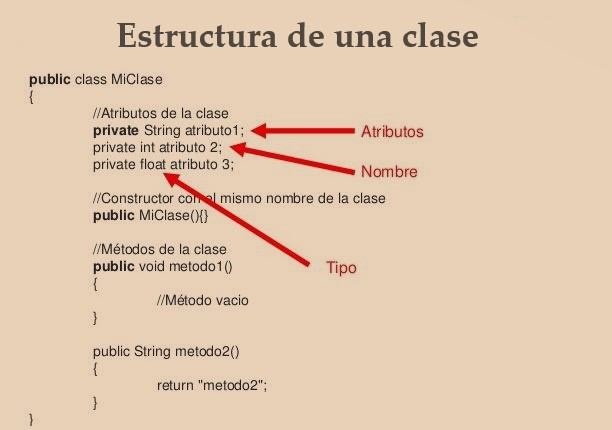 Estructura de una clase
public class MiClase
{
//Atributos de la clase
private String atributo1;
Atributos
private int atributo 2;
Nombre
private float atributo 3;
//Constructor con el mismo nombre de la clase
public MiClase(){}
//Métodos de la clase
public void metodo1()
Tipo
{
//Método vacio
}
public String metodo2()
{
return "metodo2";
}
}